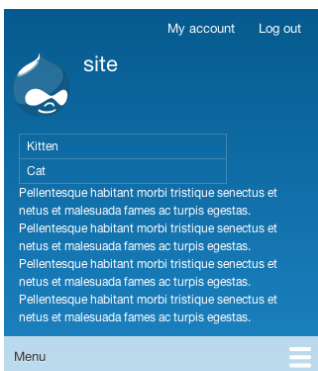 My account Log out
site
Kitten
Cat
Pellentesque habitant morbi tristique senectus et
netus et malesuada fames ac turpis egestas.
Pellentesque habitant morbi tristique senectus et
netus et malesuada fames ac turpis egestas.
Pellentesque habitant morbi tristique senectus et
netus et malesuada fames ac turpis egestas.
Pellentesque habitant morbi tristique senectus et
netus et malesuada fames ac turpis egestas.
Menu